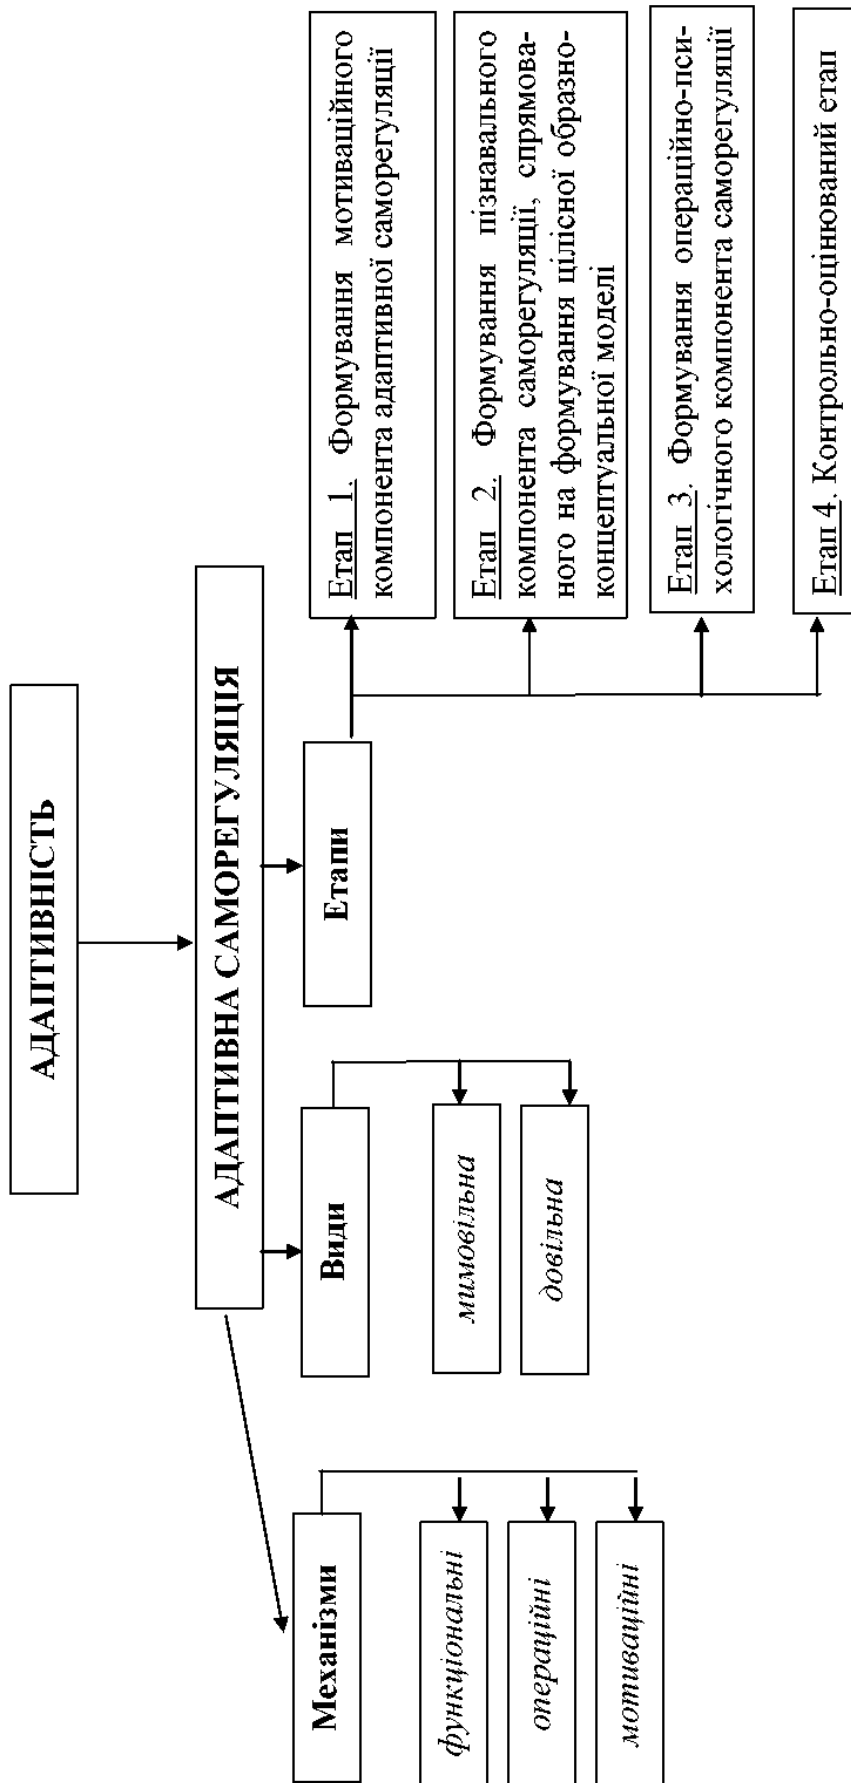 АДАПТИВНІСТЬ
АДАПТИВНА САМОРЕГУЛЯЦІЯ
Механізми
функціональні
операційні
мотиваційні
Види
мимовільна
довільна
Етапи
Етап 1. Формування мотиваційного
компонента адаптивної саморегуляції
Етап 2. Формування пізнавального
компонента саморегуляції, спрямова-
ного на формування цілісної образно-
концептуальної моделі
Етап 3. Формування операційно-пси-
хологічного компонента саморегуляції
Етап 4. Контрольно-оцінюваний етап